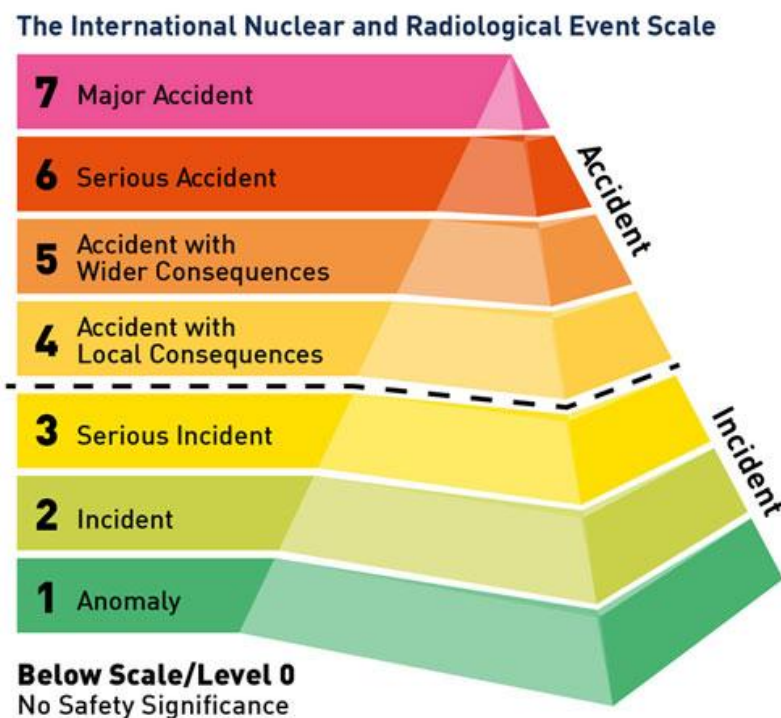 The International Nuclear and Radiological Event Scale
7 Major Accident
6 Serious Accident
5 Accident with
Wider Consequences
4 Accident with
Local Consequences
Accident
3 Serious Incident
2 Incident
1 Anomaly
Incident
Below Scale/Level 0
No Safety Significance